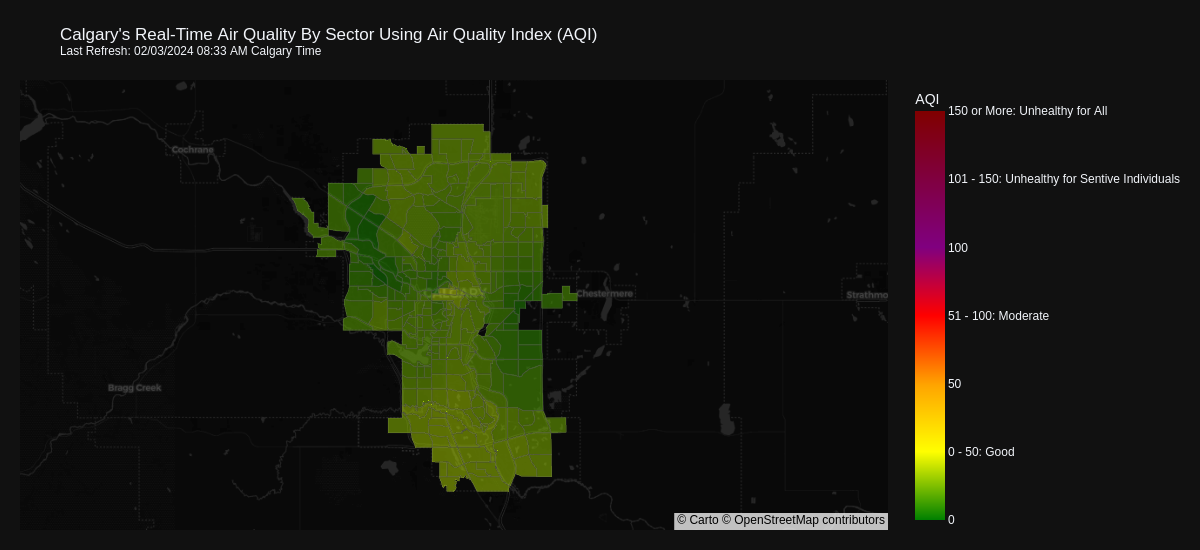 Calgary's Real-Time Air Quality By Sector Using Air Quality Index (AQI)
Last Refresh: 02/03/2024 08:33 AM Calgary Time
AQI
150 or More: Unhealthy for All
Cochrane
101 - 150: Unhealthy for Sentive Individuals
100
CALGARY
Chestermere
Strathmo
51 - 100: Moderate
50
Bragg Creek
0 - 50: Good
0
© Carto © OpenStreetMap contributors